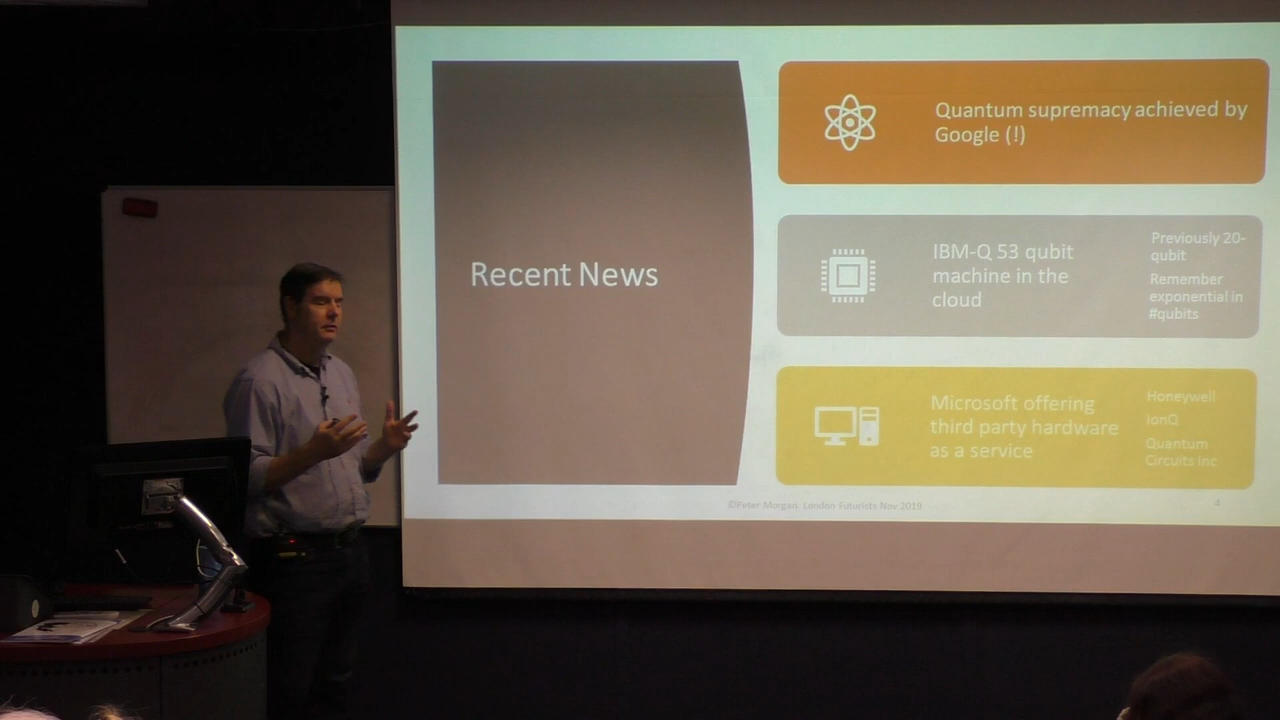 Recent News
Quantum supremacy achieved by
Google (!)
IBM-Q 53 qubit
machine in the
cloud
Previously 20-
qubit
Remember
exponential in
#qubits
Microsoft offering
third party hardware
as a service
Honeywell
IonQ
Quantum
Circuits Inc
©Peter Morgan. London Futurists Nov 2019
4